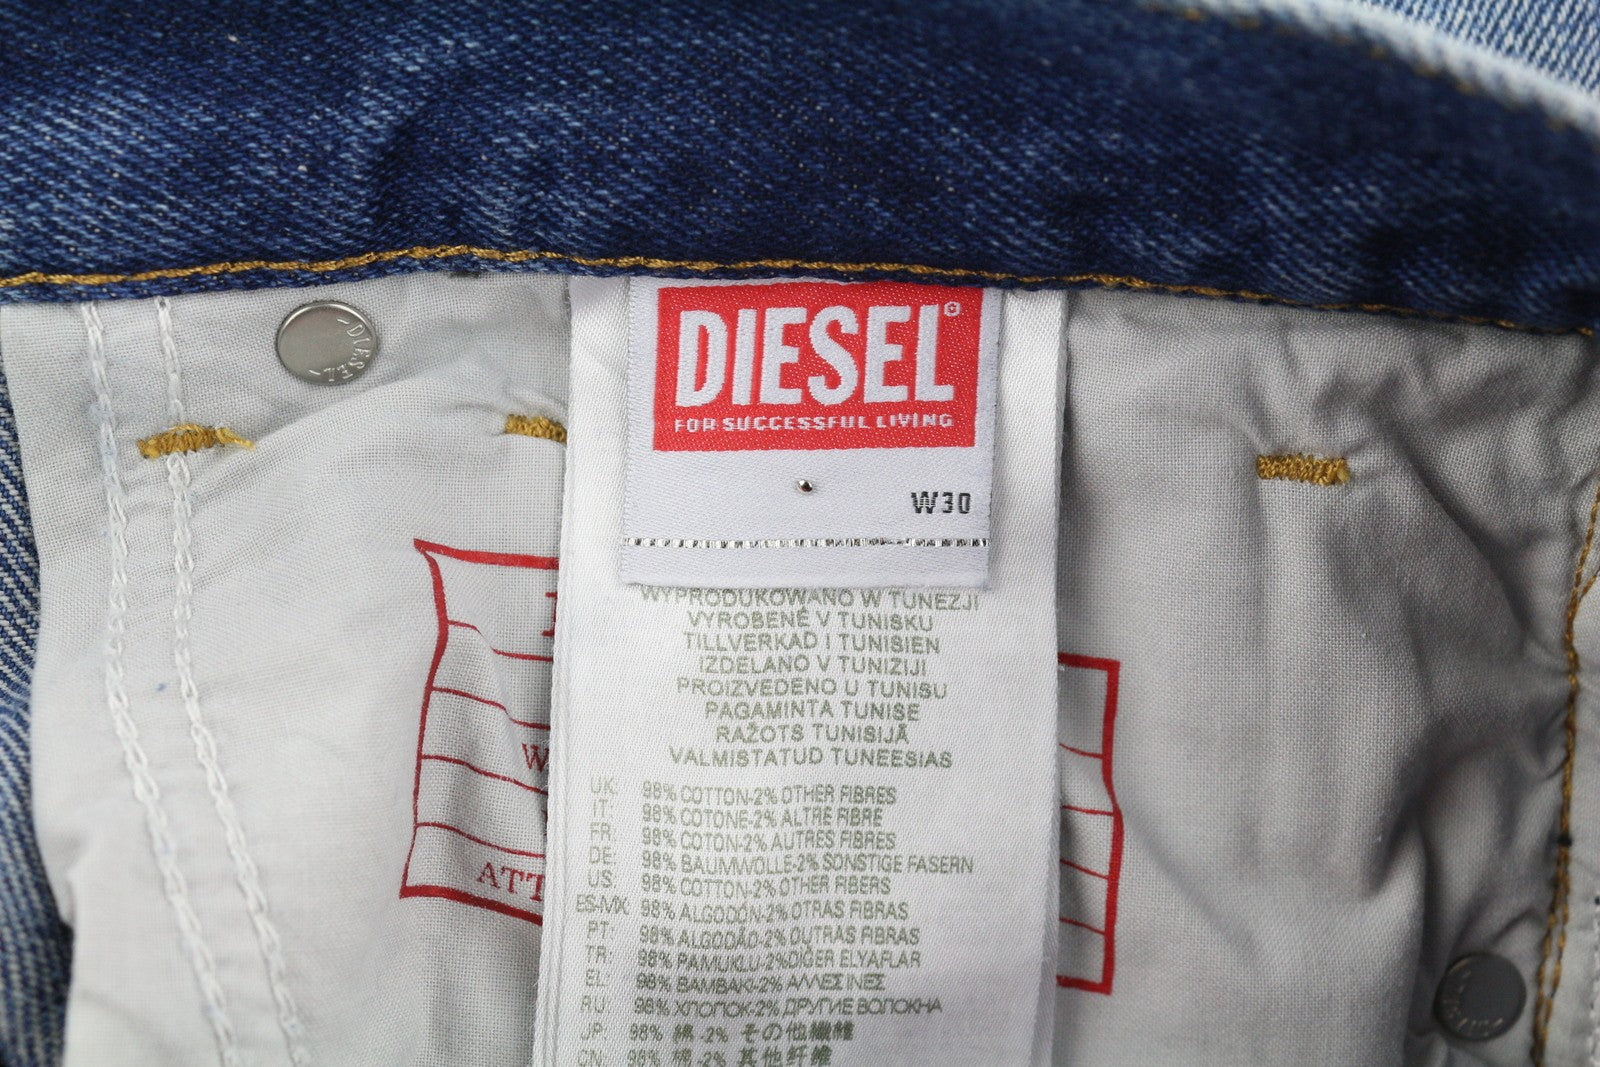 DIESEL®
FOR SUCCESSFUL LIVING
W30
DIESEL
WYPRODUKOWANO W TUNEZJI
VYROBENÉ V TUNISKU
TILLVERKAD I TUNISIEN
IZDELANO V TUNIZIJI
PROIZVEDENO U TUNISU
PAGAMINTA TUNISE
RAŽOTS TUNISIJĀ
VALMISTATUD TUNEESIAS
UK: 98% COTTON-2% OTHER FIBRES
IT: 98% COTONE-2% ALTRE FIBRE
FR: 98% COTON-2% AUTRES FIBRES
DE: 98% BAUMWOLLE-2% SONSTIGE FASERN
US: 98% COTTON-2% OTHER FIBERS
ES-MX: 98% ALGODÓN-2% OTRAS FIBRAS
PT: 98% ALGODÃO-2% OUTRAS FIBRAS
TR: 98% PAMUKLU-2%DİĞER ELYAFLAR
EL: 98% ΒΑΜΒΑΚΙ-2% ΑΛΛΕΣ ΙΝΕΣ
RU: 98% ХЛОПОК-2% ДРУГИЕ ВОЛОКНА
JP: 98% 綿 -2% その他繊維
CN: 98% 棉 -2% 其他纤维
W
ATT